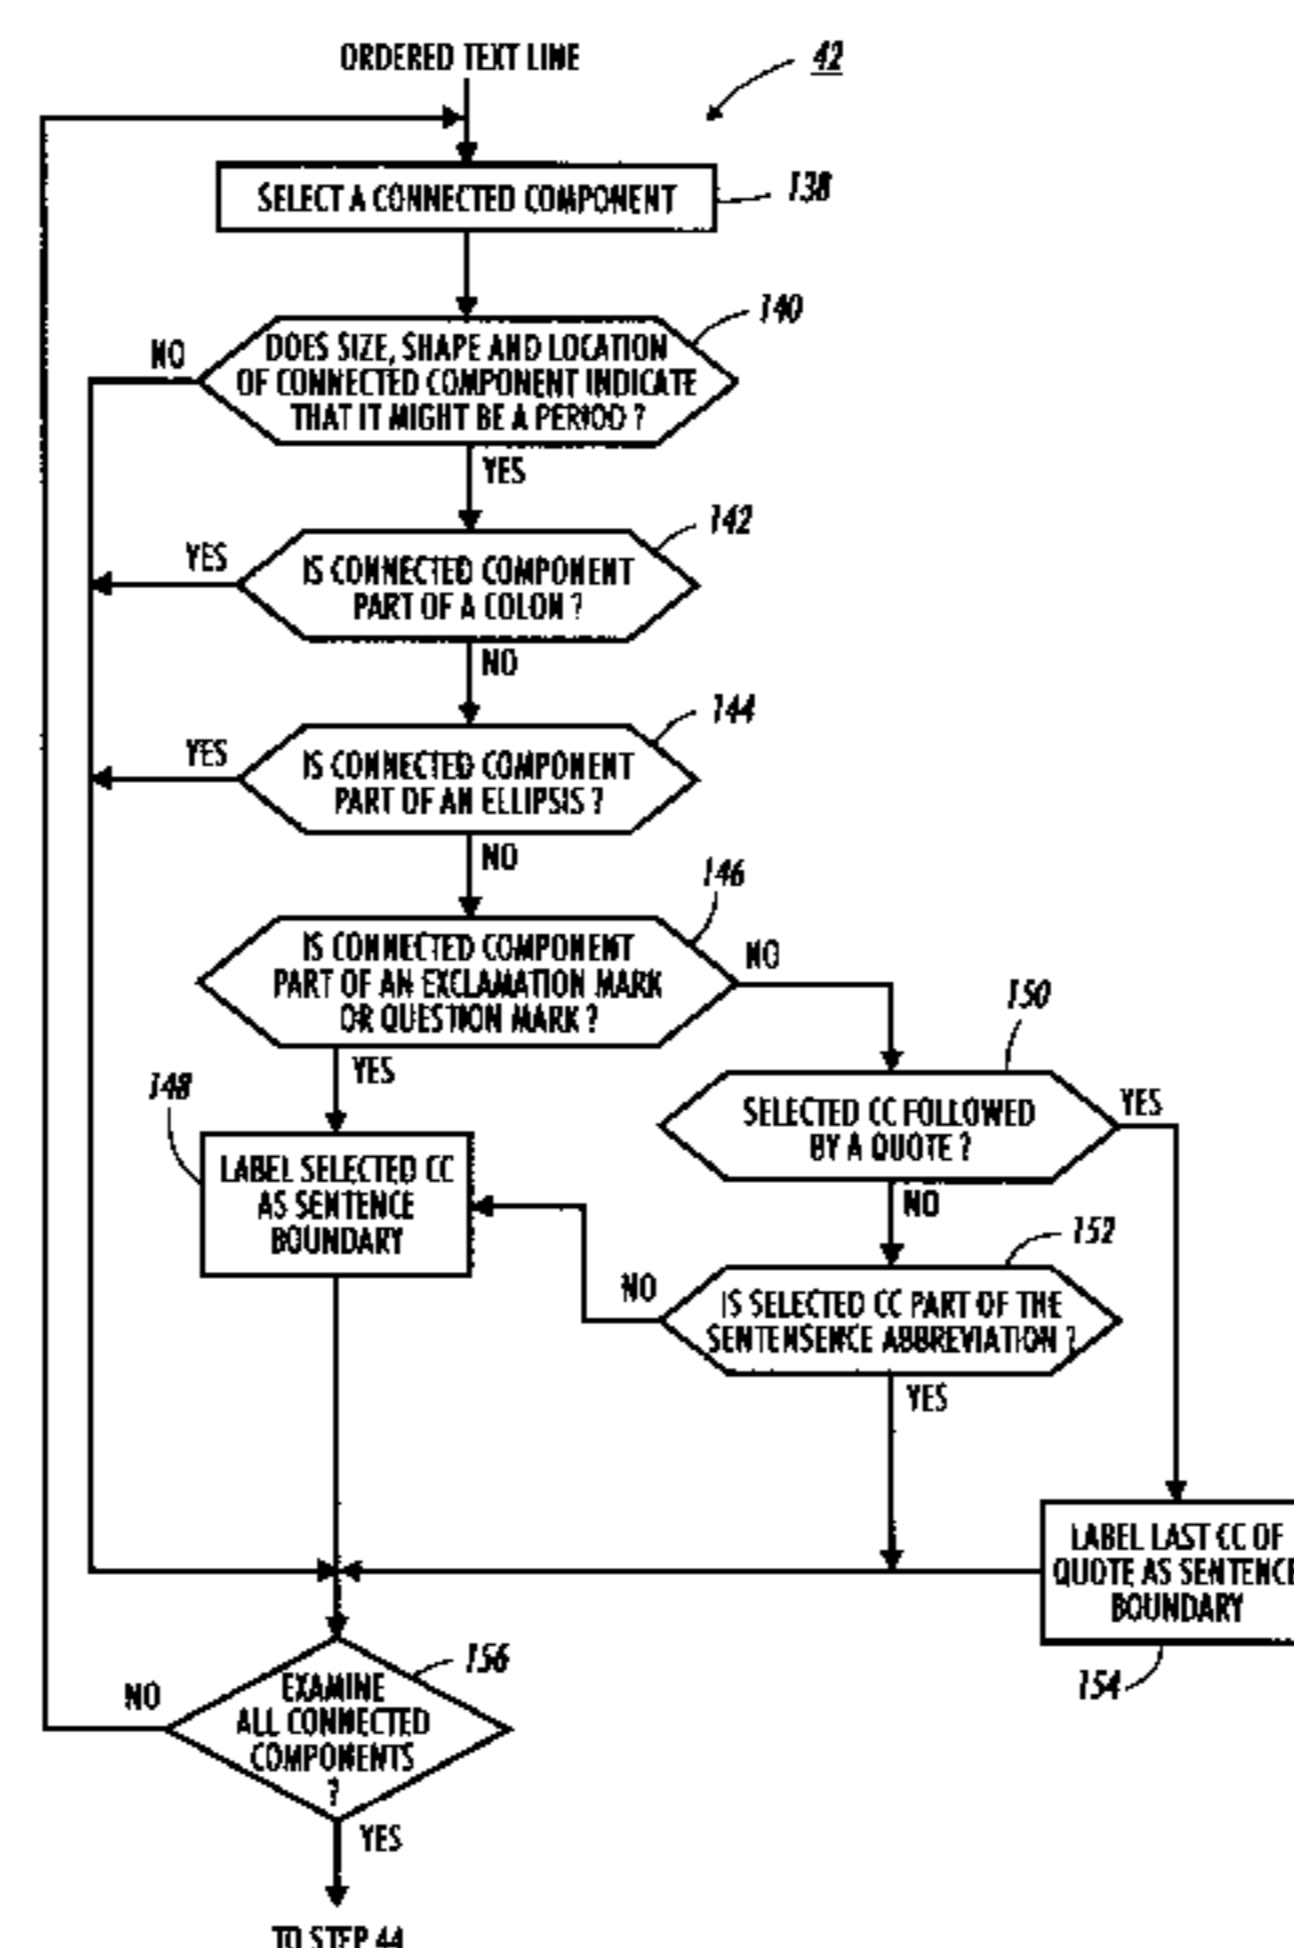 ORDERED TEXT LINE
42
SELECT A CONNECTED COMPONENT
138
140
NO
DOES SIZE, SHAPE AND LOCATION
OF CONNECTED COMPONENT INDICATE
THAT IT MIGHT BE A PERIOD ?
YES
142
YES
IS CONNECTED COMPONENT
PART OF A COLON ?
NO
144
YES
IS CONNECTED COMPONENT
PART OF AN ELLIPSIS ?
NO
146
IS CONNECTED COMPONENT
PART OF AN EXCLAMATION MARK
OR QUESTION MARK ?
NO
YES
150
148
SELECTED CC FOLLOWED
BY A QUOTE ?
YES
NO
LABEL SELECTED CC
AS SENTENCE
BOUNDARY
152
NO
IS SELECTED CC PART OF THE
SENTENSENCE ABBREVIATION ?
YES
LABEL LAST CC OF
QUOTE AS SENTENCE
BOUNDARY
154
156
NO
EXAMINE
ALL CONNECTED
COMPONENTS
?
YES
TO STEP 44